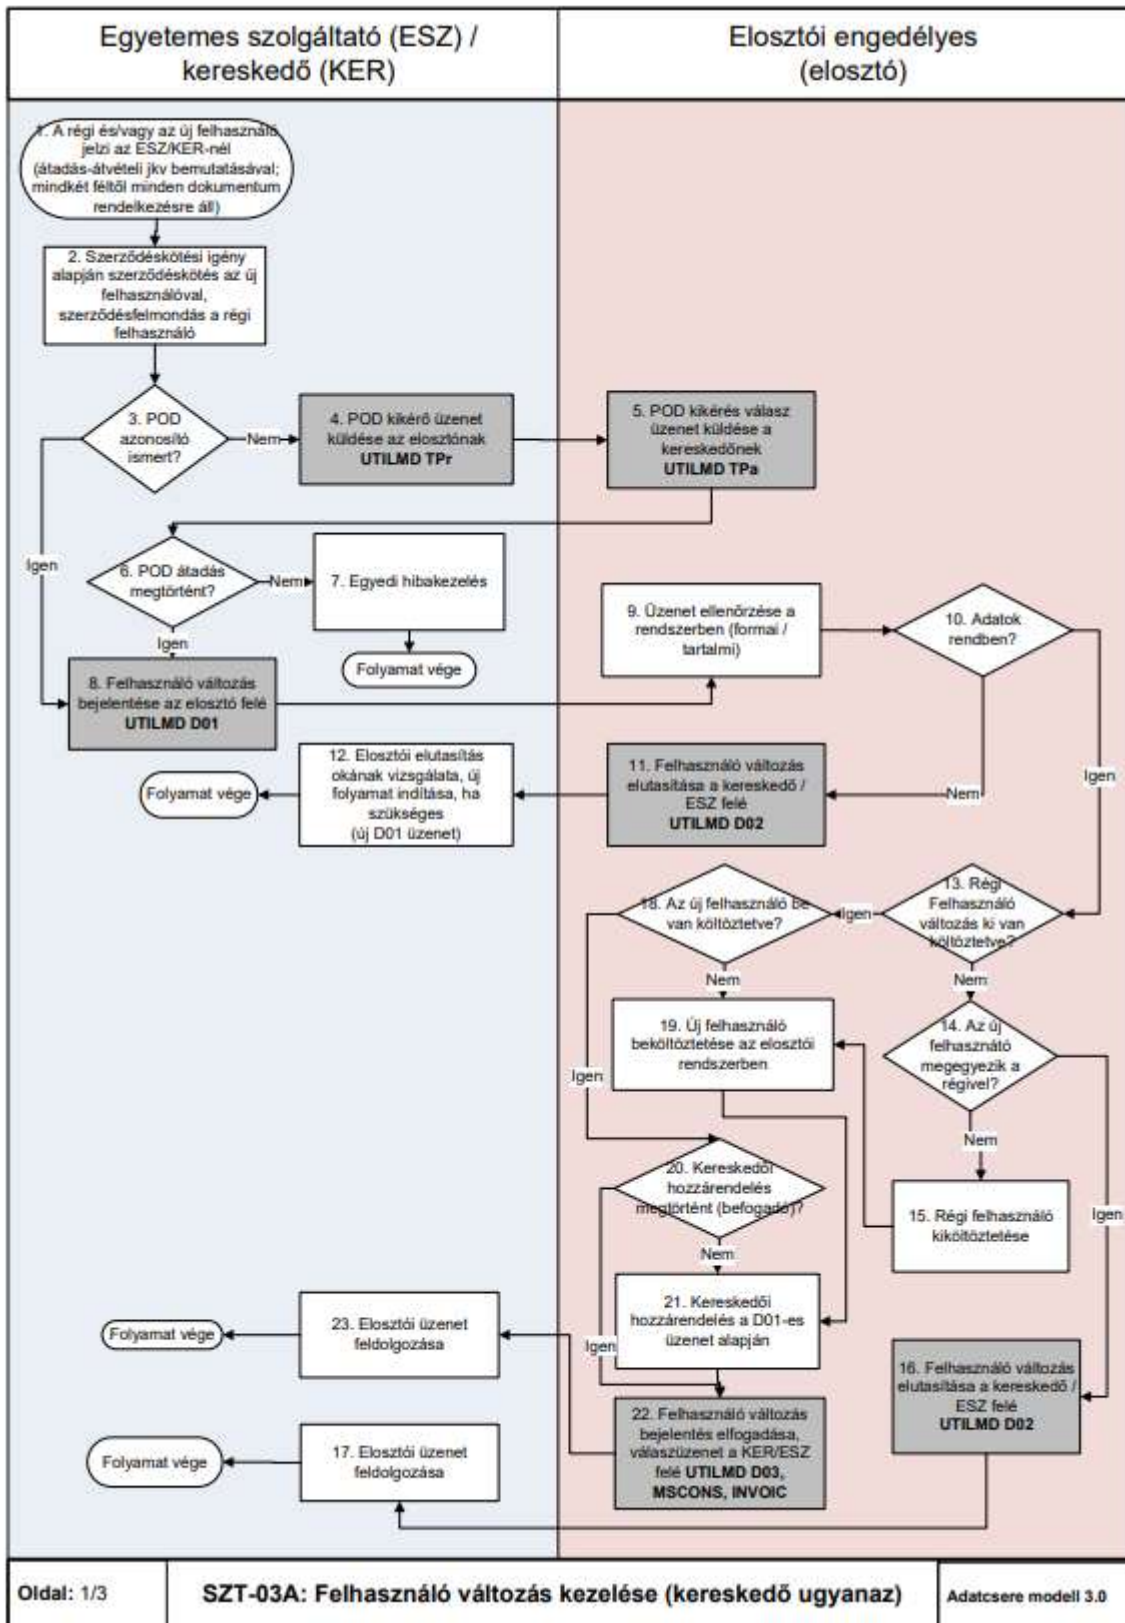 Egyetemes szolgáltató (ESZ) /
kereskedő (KER)
Elosztói engedélyes
(elosztó)
1. A régi és/vagy az új felhasználó
jelzi az ESZ/KER-nél
(átadás-átvételi jkv bemutatásával;
mindkét féltől minden dokumentum
rendelkezésre áll)
2. Szerződéskötési igény
alapján szerződéskötés az új
felhasználóval,
szerződésfelmondás a régi
felhasználó
3. POD
azonosító
ismert?
Nem
4. POD kikérő üzenet
küldése az elosztónak
UTILMD TPr
5. POD kikérés válasz
üzenet küldése a
kereskedőnek
UTILMD TPa
Igen
6. POD átadás
megtörtént?
Nem
7. Egyedi hibakezelés
Igen
Folyamat vége
8. Felhasználó változás
bejelentése az elosztó felé
UTILMD D01
9. Üzenet ellenőrzése a
rendszerben (formai /
tartalmi)
10. Adatok
rendben?
Igen
Nem
11. Felhasználó változás
elutasítása a kereskedő /
ESZ felé
UTILMD D02
12. Elosztói elutasítás
okának vizsgálata, új
folyamat indítása, ha
szükséges
(új D01 üzenet)
Folyamat vége
13. Régi
Felhasználó
változás ki van
költöztetve?
Igen
18. Az új felhasználó be
van költöztetve?
Nem
Nem
14. Az új
felhasználó
megegyezik a
régivel?
19. Új felhasználó
beköltöztetése az elosztói
rendszerben
Igen
Igen
Nem
15. Régi felhasználó
kiköltöztetése
20. Kereskedői
hozzárendelés
megtörtént (befogadó)?
Nem
Igen
21. Kereskedői
hozzárendelés a D01-es
üzenet alapján
16. Felhasználó változás
elutasítása a kereskedő /
ESZ felé
UTILMD D02
22. Felhasználó változás
bejelentés elfogadása,
válaszüzenet a KER/ESZ
felé UTILMD D03,
MSCONS, INVOIC
23. Elosztói üzenet
feldolgozása
Folyamat vége
17. Elosztói üzenet
feldolgozása
Folyamat vége
Oldal: 1/3
SZT-03A: Felhasználó változás kezelése (kereskedő ugyanaz)
Adatcsere modell 3.0